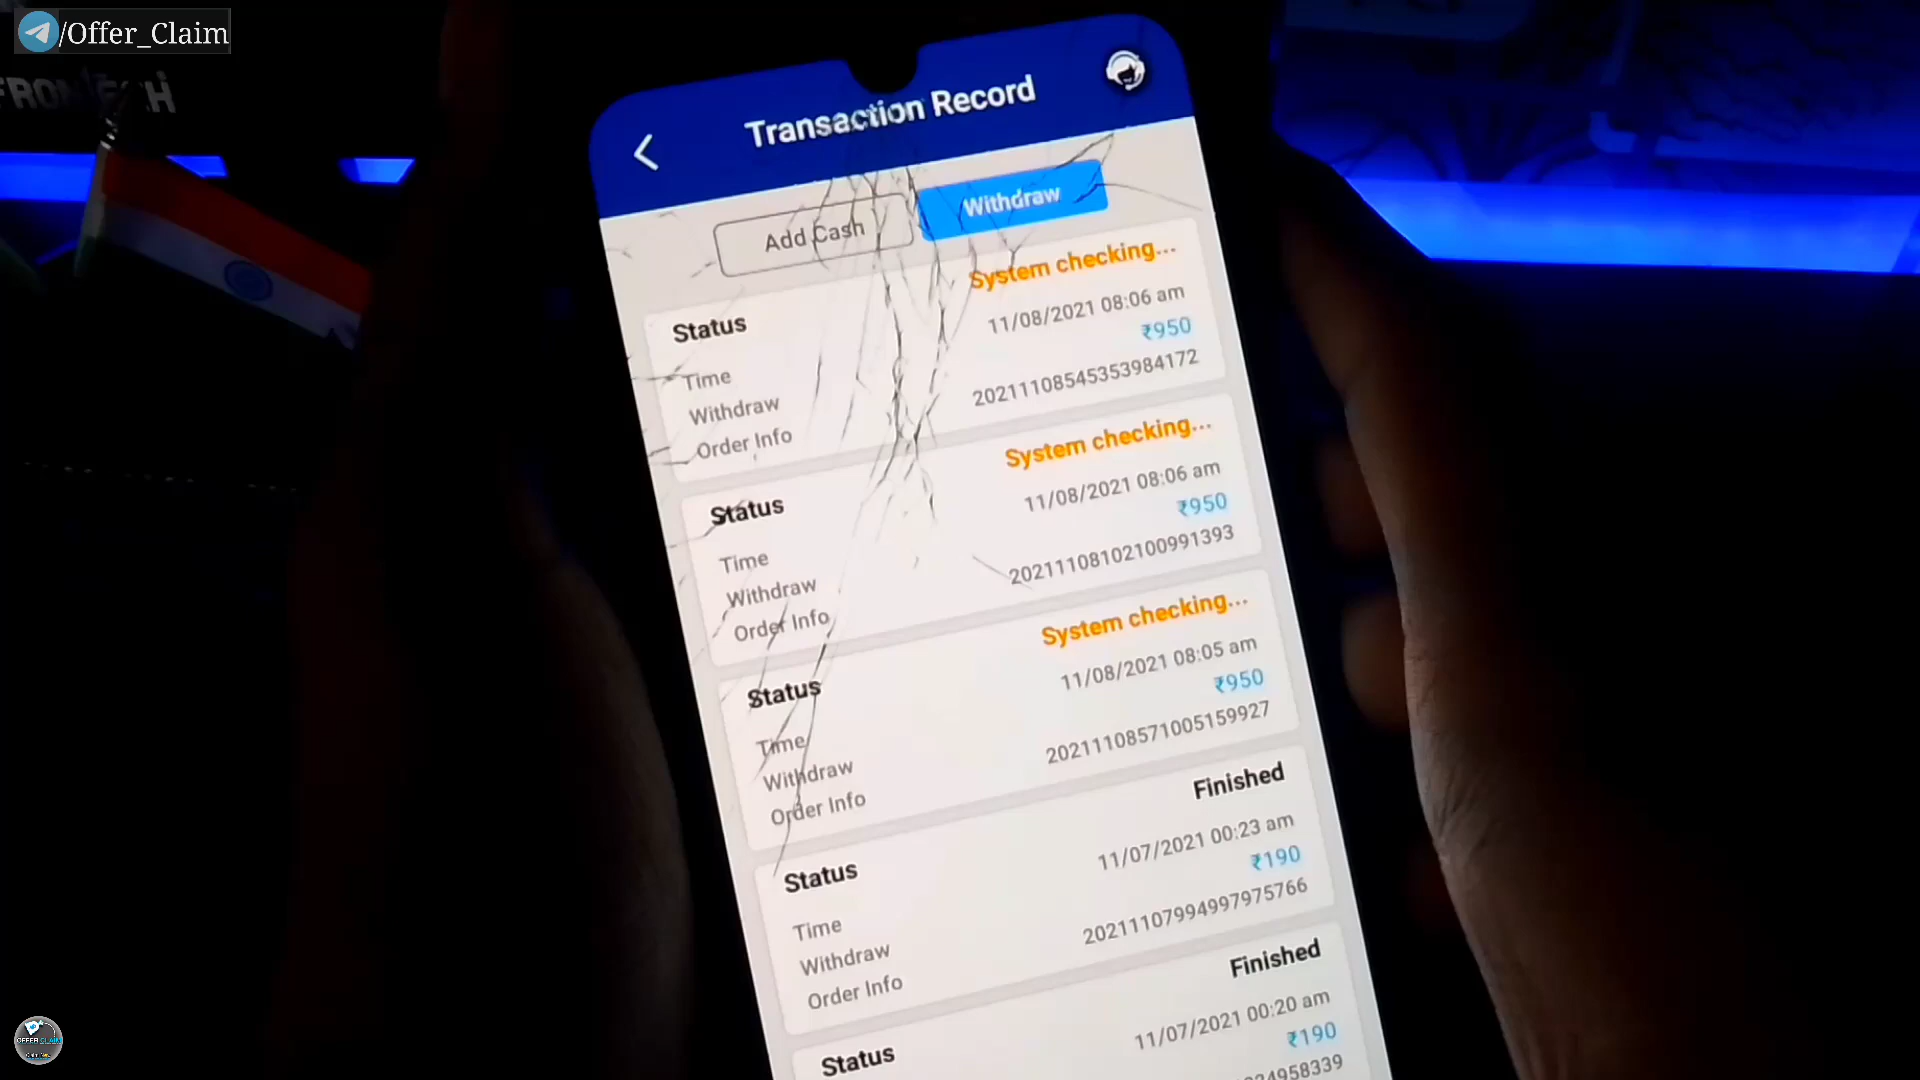 /Offer_Claim
Transaction Record
Add Cash
Withdraw
Status
System checking...
Time
11/08/2021 08:06 am
Withdraw
₹950
Order Info
20211108545353984172
Status
System checking...
Time
11/08/2021 08:06 am
Withdraw
₹950
Order Info
20211108102100991393
Status
System checking...
Time
11/08/2021 08:05 am
Withdraw
₹950
Order Info
20211108571005159927
Status
Finished
Time
11/07/2021 00:23 am
Withdraw
₹190
Order Info
20211107994997975766
Status
Finished
11/07/2021 00:20 am
₹190
OFFER CLAIM